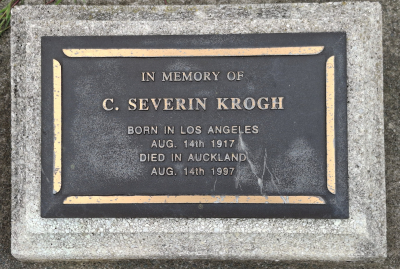 IN MEMORY OF
C. SEVERIN KROGH
BORN IN LOS ANGELES
AUG. 14th 1917
DIED IN AUCKLAND
AUG. 14th 1997